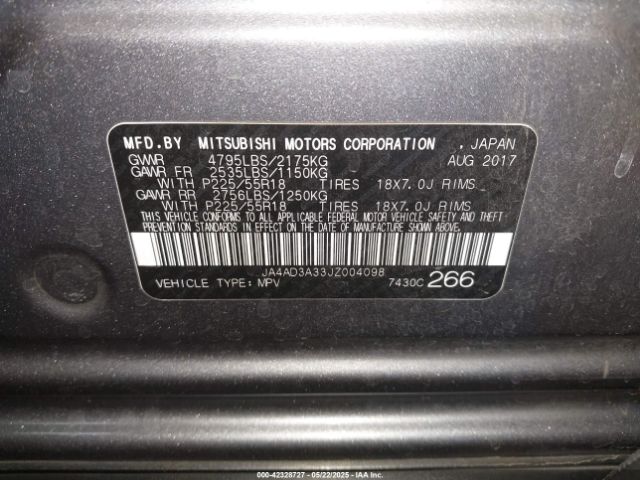 MFD.BY MITSUBISHI MOTORS CORPORATION , JAPAN
GVWR 4795LBS/2175KG AUG 2017
GAWR FR 2535LBS/1150KG
WITH P225/55R18 TIRES 18X7.0J RIMS
GAWR RR 2756LBS/1250KG
WITH P225/55R18 TIRES 18X7.0J RIMS
THIS VEHICLE CONFORMS TO ALL APPLICABLE FEDERAL MOTOR VEHICLE SAFETY AND THEFT
PREVENTION STANDARDS IN EFFECT ON THE DATE OF MANUFACTURE SHOWN ABOVE.
JA4AD3A33JZ004098
VEHICLE TYPE: MPV 7430C 266
000-42328727 - 05/22/2025 - Copyright: IAA, Inc.